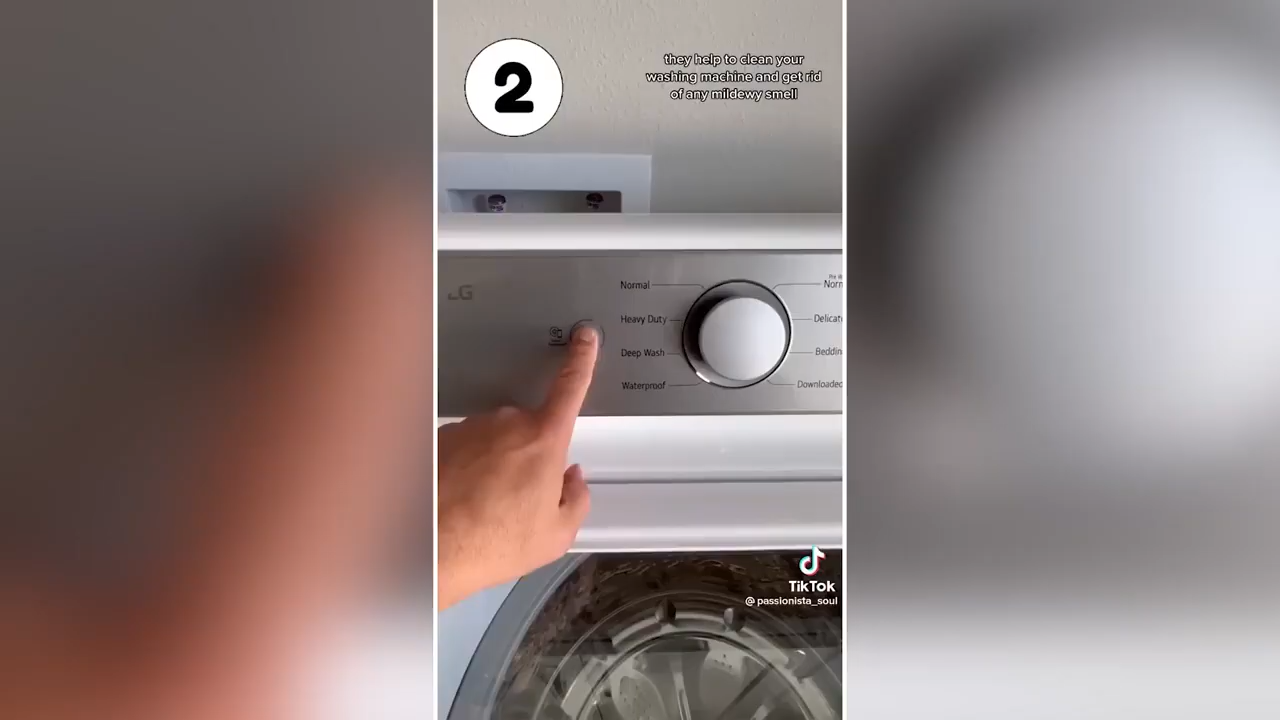 2
they help to clean your
washing machine and get rid
of any mildewy smell
LG
Normal
Heavy Duty
Deep Wash
Waterproof
Norm
Delicat
Beddin
Downloaded
TikTok
@ passionista_soul